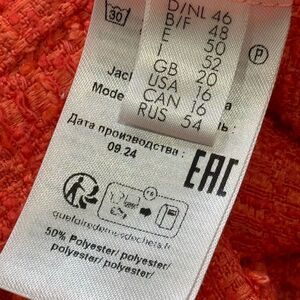 30
D/NL 46
B/F 48
E 50
I 52
GB 20
USA 16
CAN 16
RUS 54
P
Jac
Mode
Дата производства :
09 24
EAC
quefairedemesdechets.fr
50% Polyester/ polyester/
polyester/ polyester/